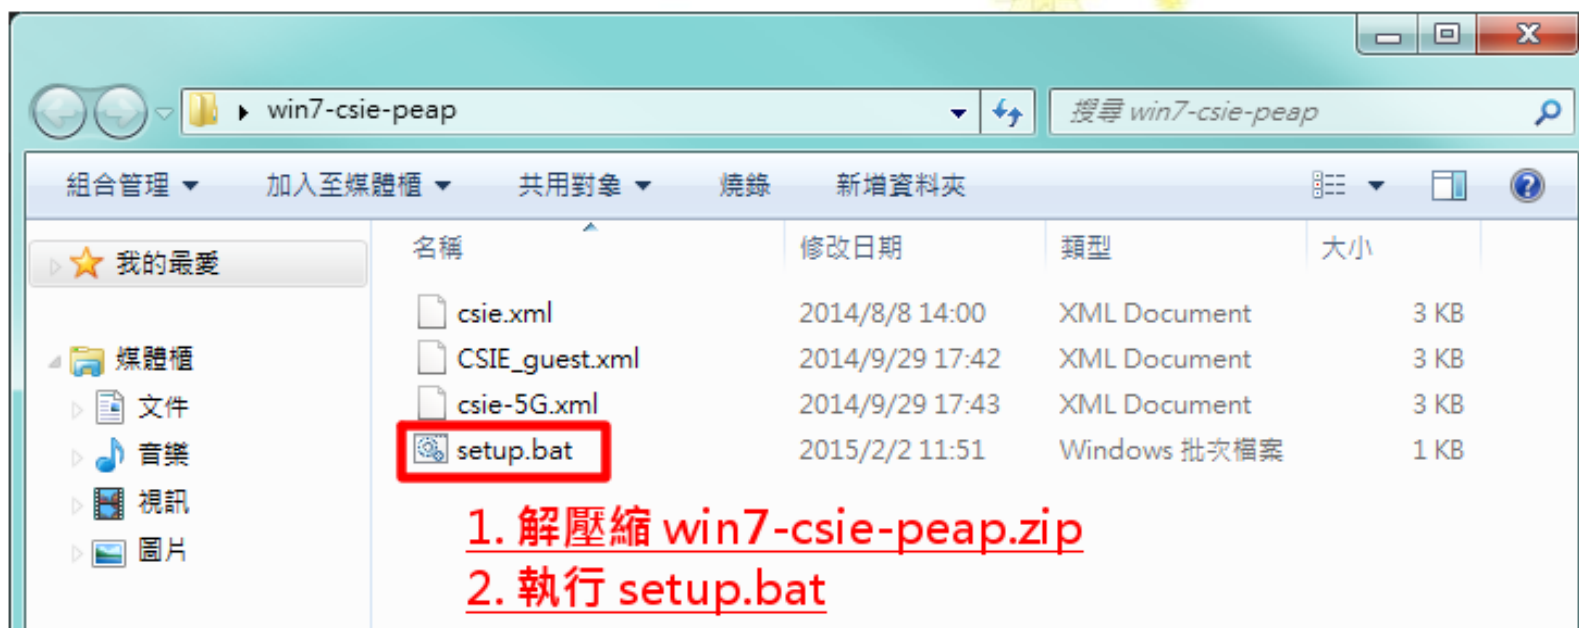 win7-csie-peap
搜尋 win7-csie-peap
組合管理 加入至媒體櫃 共用對象 燒錄 新增資料夾
我的最愛
媒體櫃
文件
音樂
視訊
圖片
名稱 修改日期 類型 大小
csie.xml 2014/8/8 14:00 XML Document 3 KB
CSIE_guest.xml 2014/9/29 17:42 XML Document 3 KB
csie-5G.xml 2014/9/29 17:43 XML Document 3 KB
setup.bat 2015/2/2 11:51 Windows 批次檔案 1 KB
1. 解壓縮 win7-csie-peap.zip
2. 執行 setup.bat